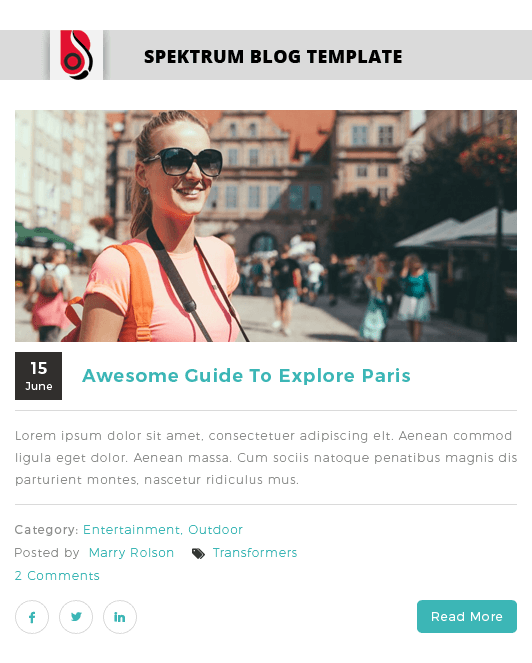 SPEKTRUM BLOG TEMPLATE
15
June
Awesome Guide To Explore Paris
Lorem ipsum dolor sit amet, consectetuer adipiscing elt. Aenean commod
ligula eget dolor. Aenean massa. Cum sociis natoque penatibus magnis dis
parturient montes, nascetur ridiculus mus.
Category: Entertainment, Outdoor
Posted by Marry Rolson Transformers
2 Comments
Read More